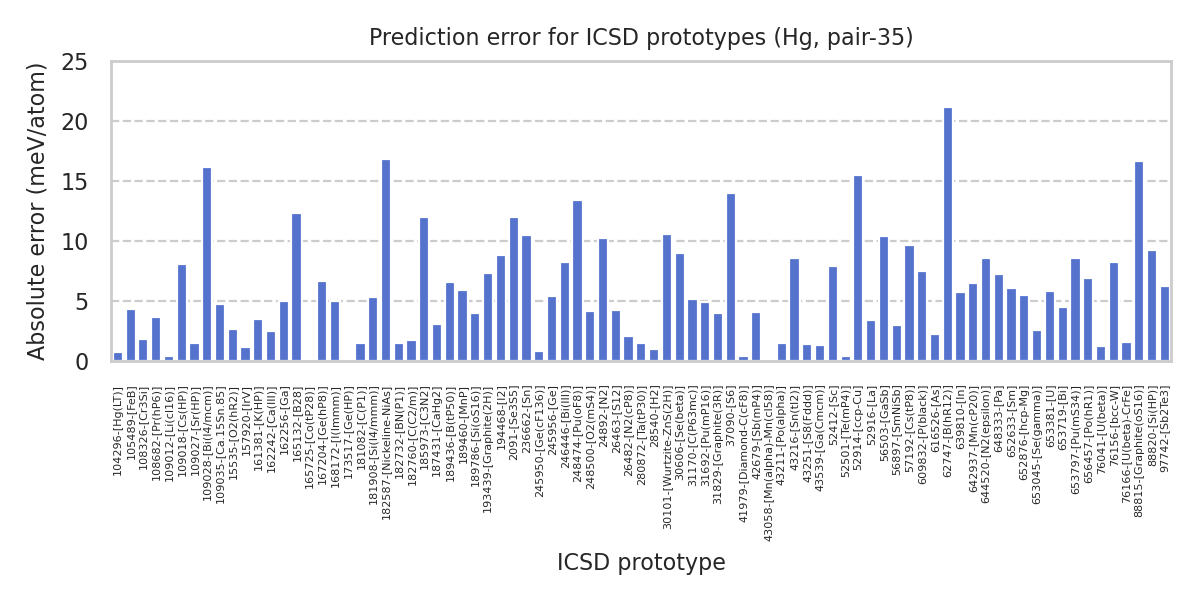 Prediction error for ICSD prototypes (Hg, pair-35)
Absolute error (meV/atom)
25
20
15
10
5
0
104296-[Hg(LT)]
105489-[FeB]
108326-[Cr3Si]
108682-[Pr(hP6)]
109012-[Li(cI16)]
109018-[Cs(HP)]
109027-[Sr(HP)]
109028-[Bi(I4/mcm)]
109035-[Ca.15Sn.85]
15535-[O2(hR2)]
157920-[IrV]
161381-[K(HP)]
162242-[Ca(III)]
162256-[Ga]
165132-[B28]
165725-[Co(tP28)]
167204-[Ge(hP8)]
168172-[I(Immm)]
173517-[Ge(HP)]
181082-[C(P1)]
181908-[Si(I4/mmm)]
182587-[Nickeline-NiAs]
182732-[BN(P1)]
182760-[C(C2/m)]
185973-[C3N2]
187431-[CaHg2]
189436-[B(tP50)]
189460-[MnP]
189786-[Si(oS16)]
193439-[Graphite(2H)]
194468-[I2]
2091-[Se3S5]
236662-[Sn]
245950-[Ge(cF136)]
245956-[Ge]
246446-[Bi(III)]
248474-[Pu(oF8)]
248500-[O2(mS4)]
24892-[N2]
26463-[S12]
26482-[N2(cP8)]
280872-[Ta(tP30)]
28540-[H2]
30101-[Wurtzite-ZnS(2H)]
30606-[Se(beta)]
31170-[C(P63mc)]
31692-[Pu(mP16)]
31829-[Graphite(3R)]
37090-[S6]
41979-[Diamond-C(cF8)]
42679-[Sb(mP4)]
43058-[Mn(alpha)-Mn(cI58)]
43211-[Po(alpha)]
43216-[Sn(tI2)]
43251-[S8(Fddd)]
43539-[Ga(Cmcm)]
52412-[Sc]
52501-[Te(mP4)]
52914-[ccp-Cu]
52916-[La]
56503-[GaSb]
56897-[SmNiSb]
57192-[Cs(tP8)]
609832-[P(black)]
616526-[As]
62747-[B(hR12)]
639810-[In]
642937-[Mn(cP20)]
644520-[N2(epsilon)]
648333-[Pa]
652633-[Sm]
652876-[hcp-Mg]
653045-[Se(gamma)]
653381-[U]
653719-[Bi]
653797-[Pu(mS34)]
656457-[Po(hR1)]
76041-[U(beta)]
76156-[bcc-W]
76166-[U(beta)-CrFe]
88815-[Graphite(oS16)]
88820-[Si(HP)]
97742-[Sb2Te3]
ICSD prototype